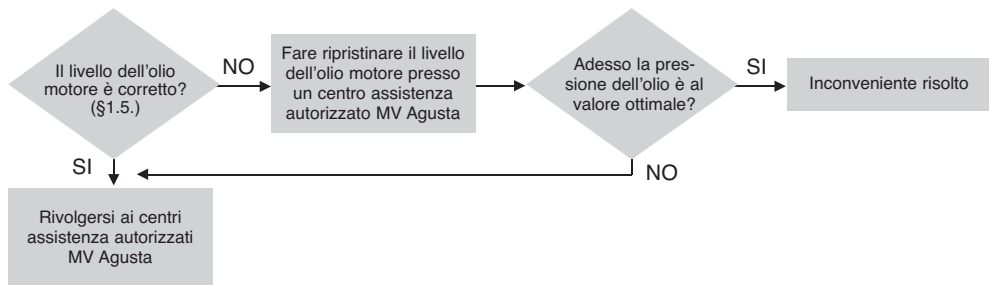 Il livello dell'olio
motore è corretto?
(§1.5.)
NO
Fare ripristinare il livello
dell'olio motore presso
un centro assistenza
autorizzato MV Agusta
Adesso la pres-
sione dell'olio è al
valore ottimale?
SI
Inconveniente risolto
SI
NO
Rivolgersi ai centri
assistenza autorizzati
MV Agusta